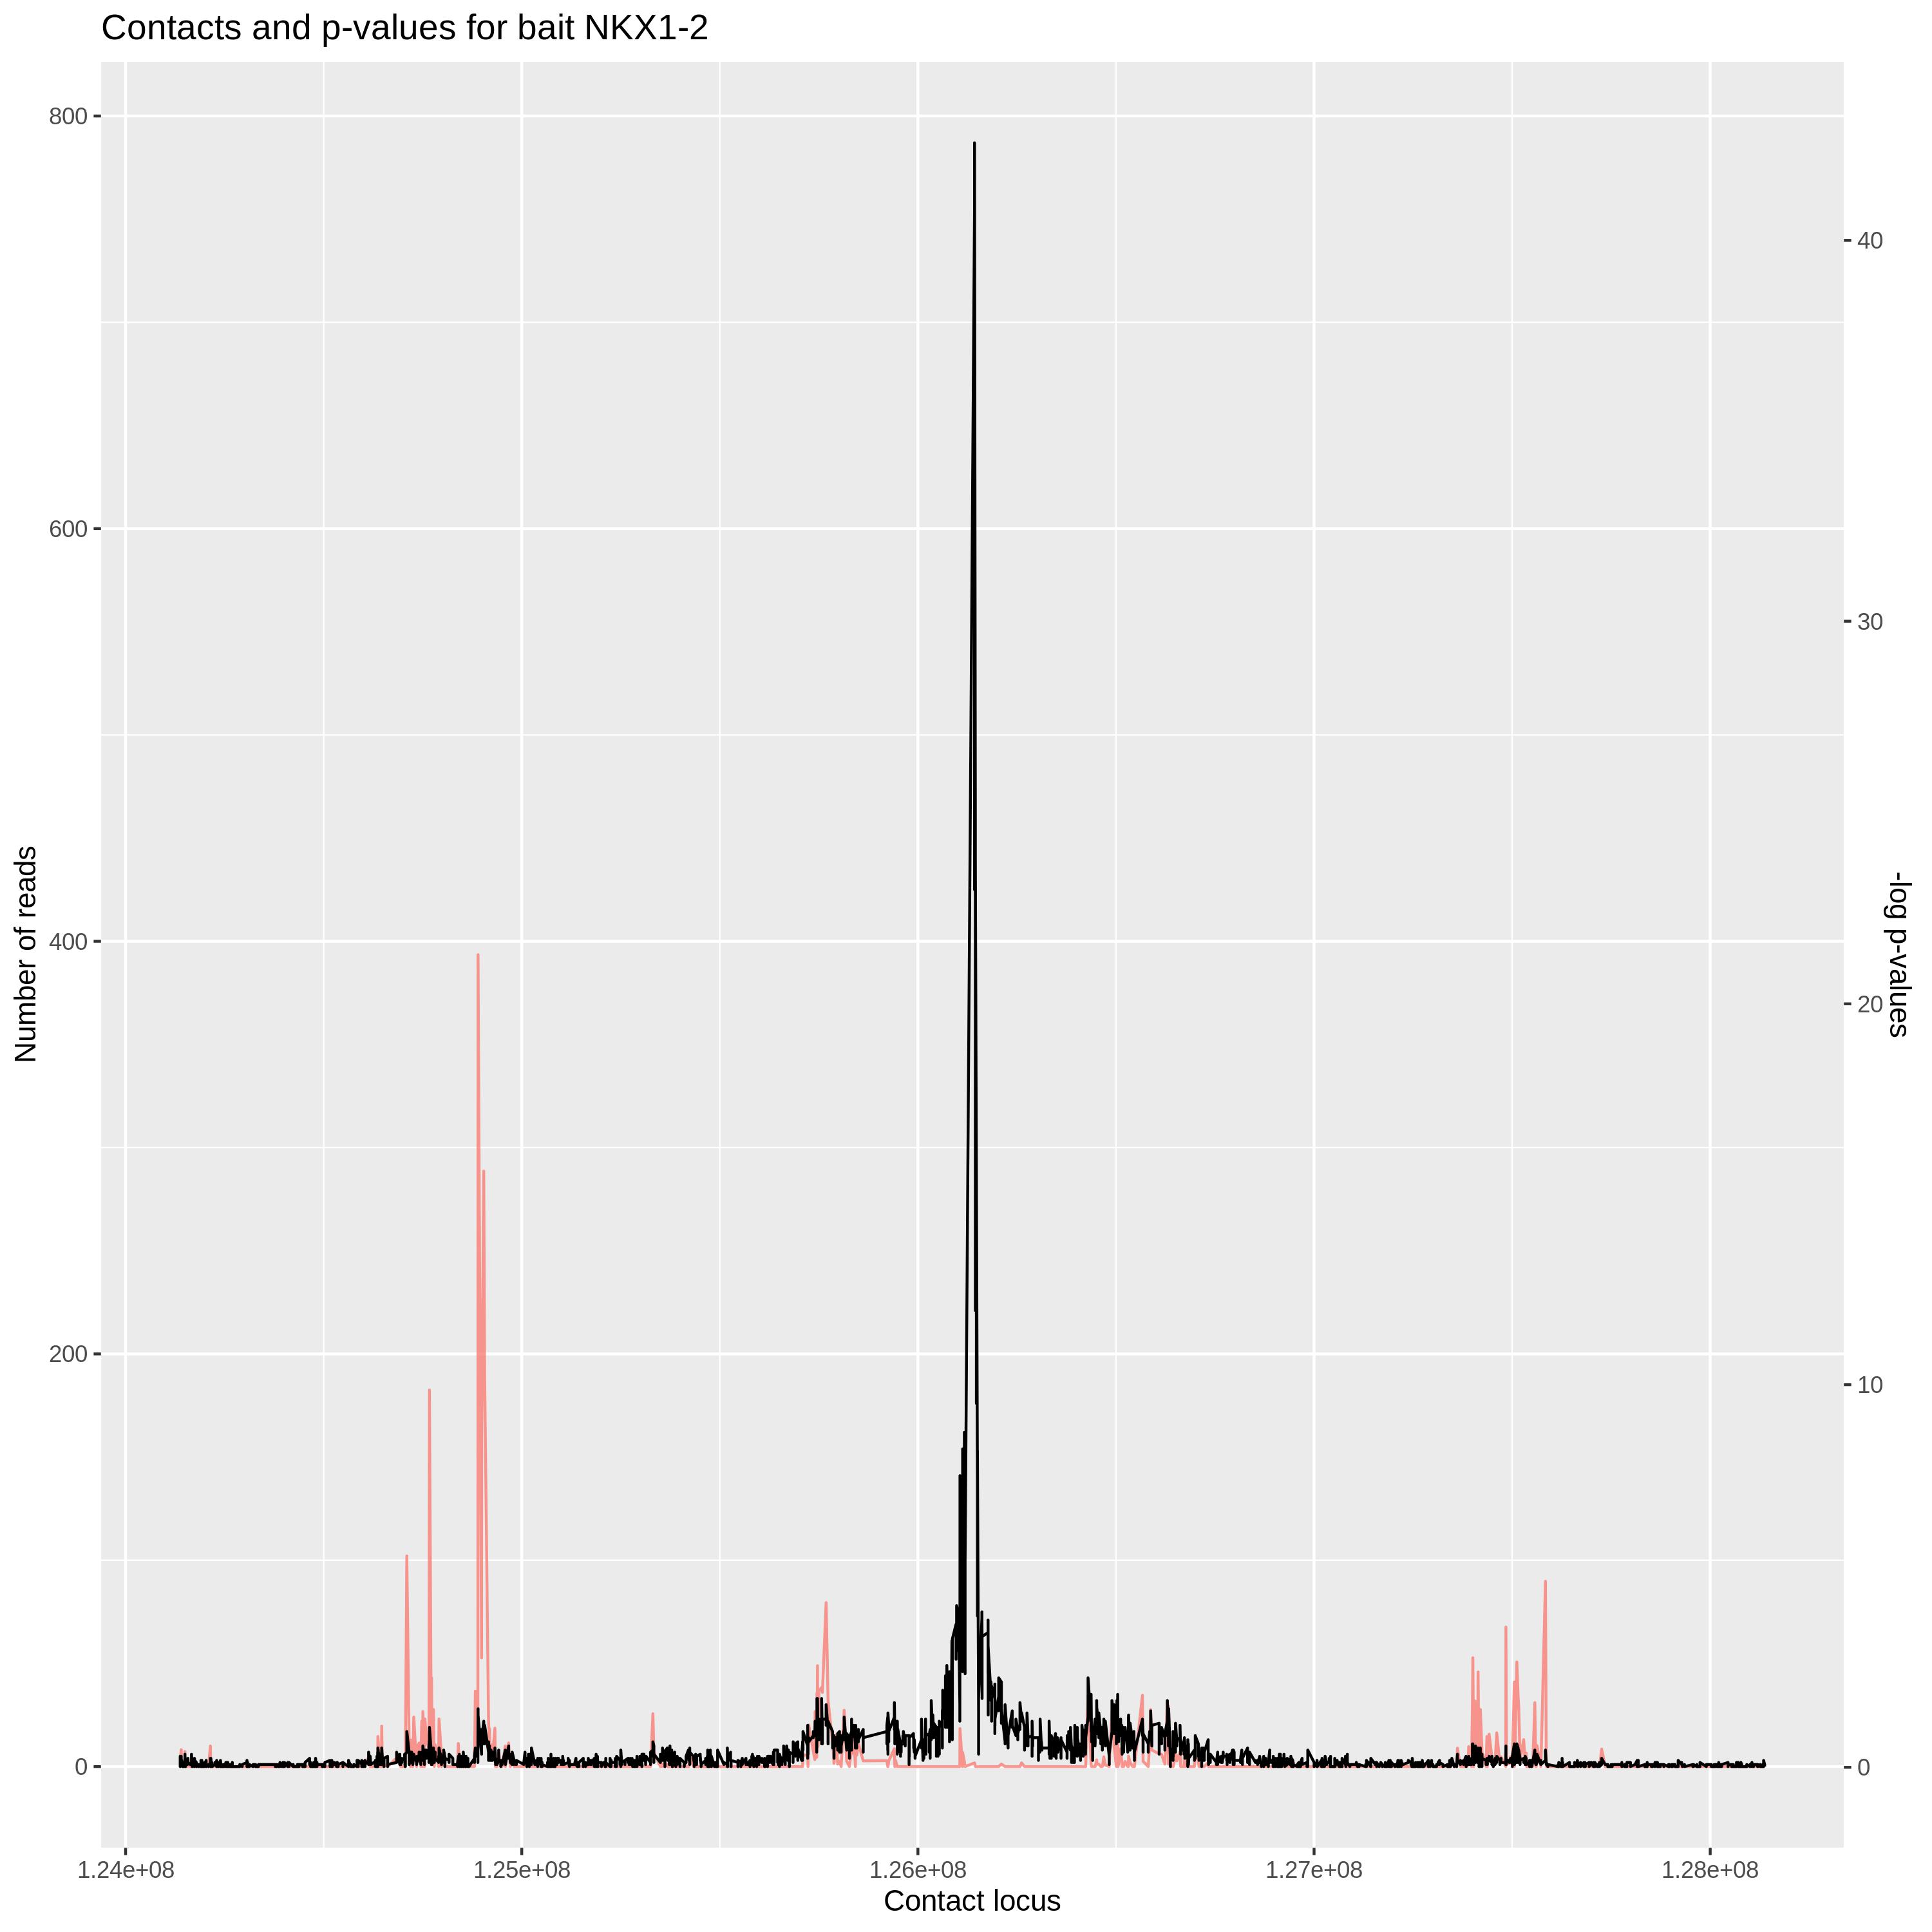 Contacts and p-values for bait NKX1-2
800
600
400
200
0
Number of reads
40
30
20
10
0
-log p-values
1.24e+08
1.25e+08
1.26e+08
1.27e+08
1.28e+08
Contact locus